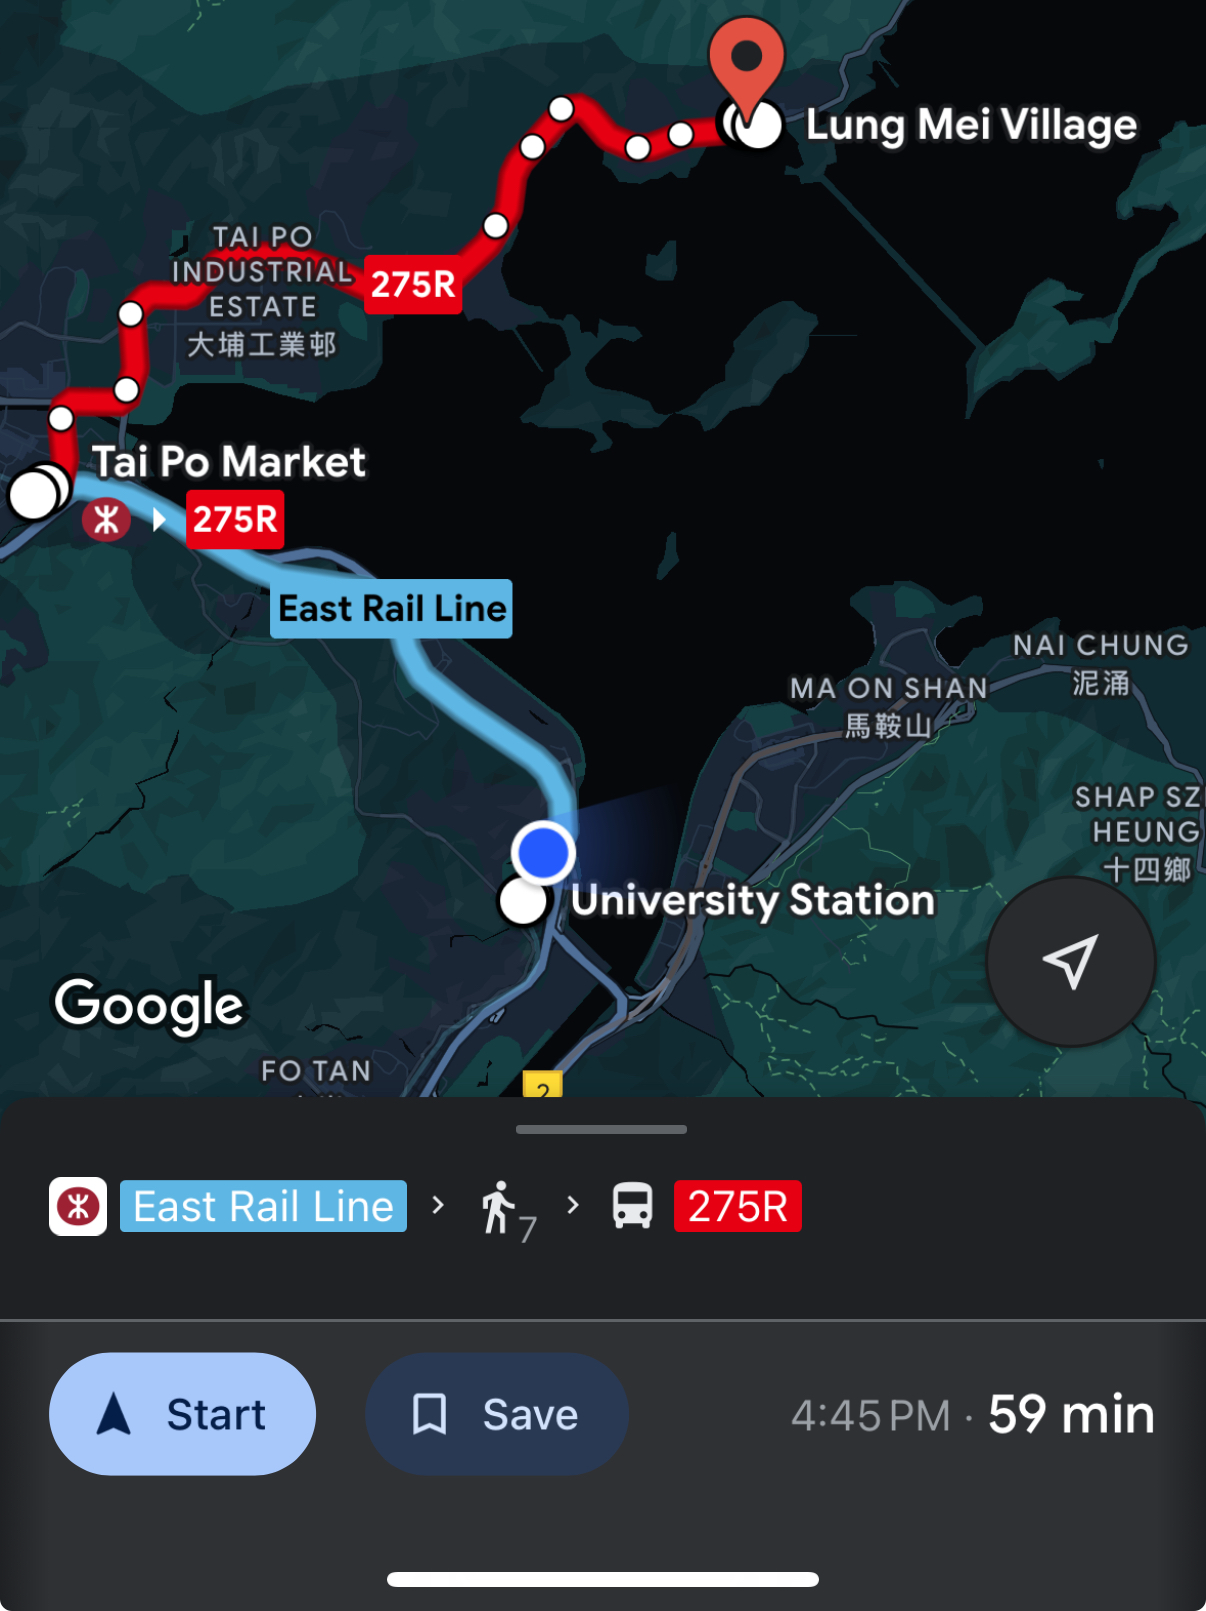 Lung Mei Village
TAI PO
INDUSTRIAL
ESTATE
大埔工業邨
275R
Tai Po Market
275R
East Rail Line
NAI CHUNG
泥涌
MA ON SHAN
馬鞍山
SHAP SZ
HEUNG
十四鄉
University Station
Google
FO TAN
2
East Rail Line
7
275R
Start
Save
4:45 PM · 59 min